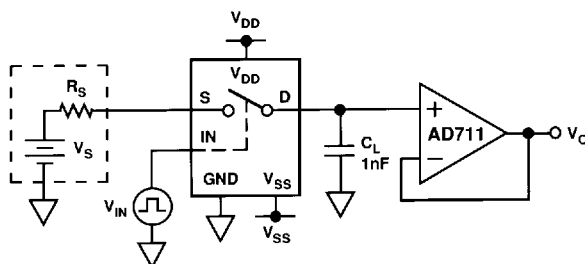 VDD
VDD
RS
S
D
+
AD711
VO
VS
IN
CL
1nF
−
GND
VSS
VIN
VSS